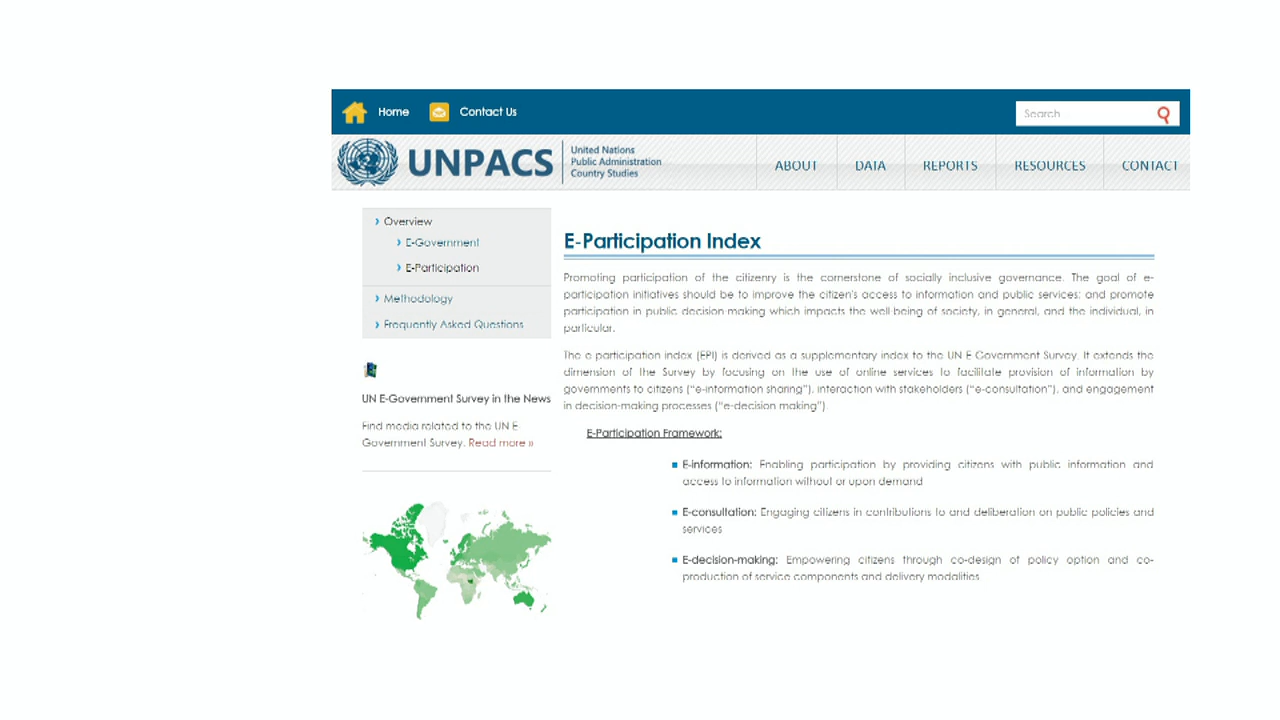 Home
Contact Us
Search
UNPACS
United Nations
Public Administration
Country Studies
ABOUT
DATA
REPORTS
RESOURCES
CONTACT
Overview
E-Government
E-Participation
Methodology
Frequently Asked Questions
UN E-Government Survey in the News
Find media related to the UN E-
Government Survey. Read more »
E-Participation Index
Promoting participation of the citizenry is the cornerstone of socially inclusive governance. The goal of e-
participation initiatives should be to improve the citizen's access to information and public services; and promote
participation in public decision-making which impacts the well-being of society, in general, and the individual, in
particular.
The e-participation index (EPI) is derived as a supplementary index to the UN E-Government Survey. It extends the
dimension of the Survey by focusing on the use of online services to facilitate provision of information by
governments to citizens (“e-information sharing”), interaction with stakeholders (“e-consultation”), and engagement
in decision-making processes (“e-decision making”).
E-Participation Framework:
E-information: Enabling participation by providing citizens with public information and
access to information without or upon demand
E-consultation: Engaging citizens in contributions to and deliberation on public policies and
services
E-decision-making: Empowering citizens through co-design of policy option and co-
production of service components and delivery modalities